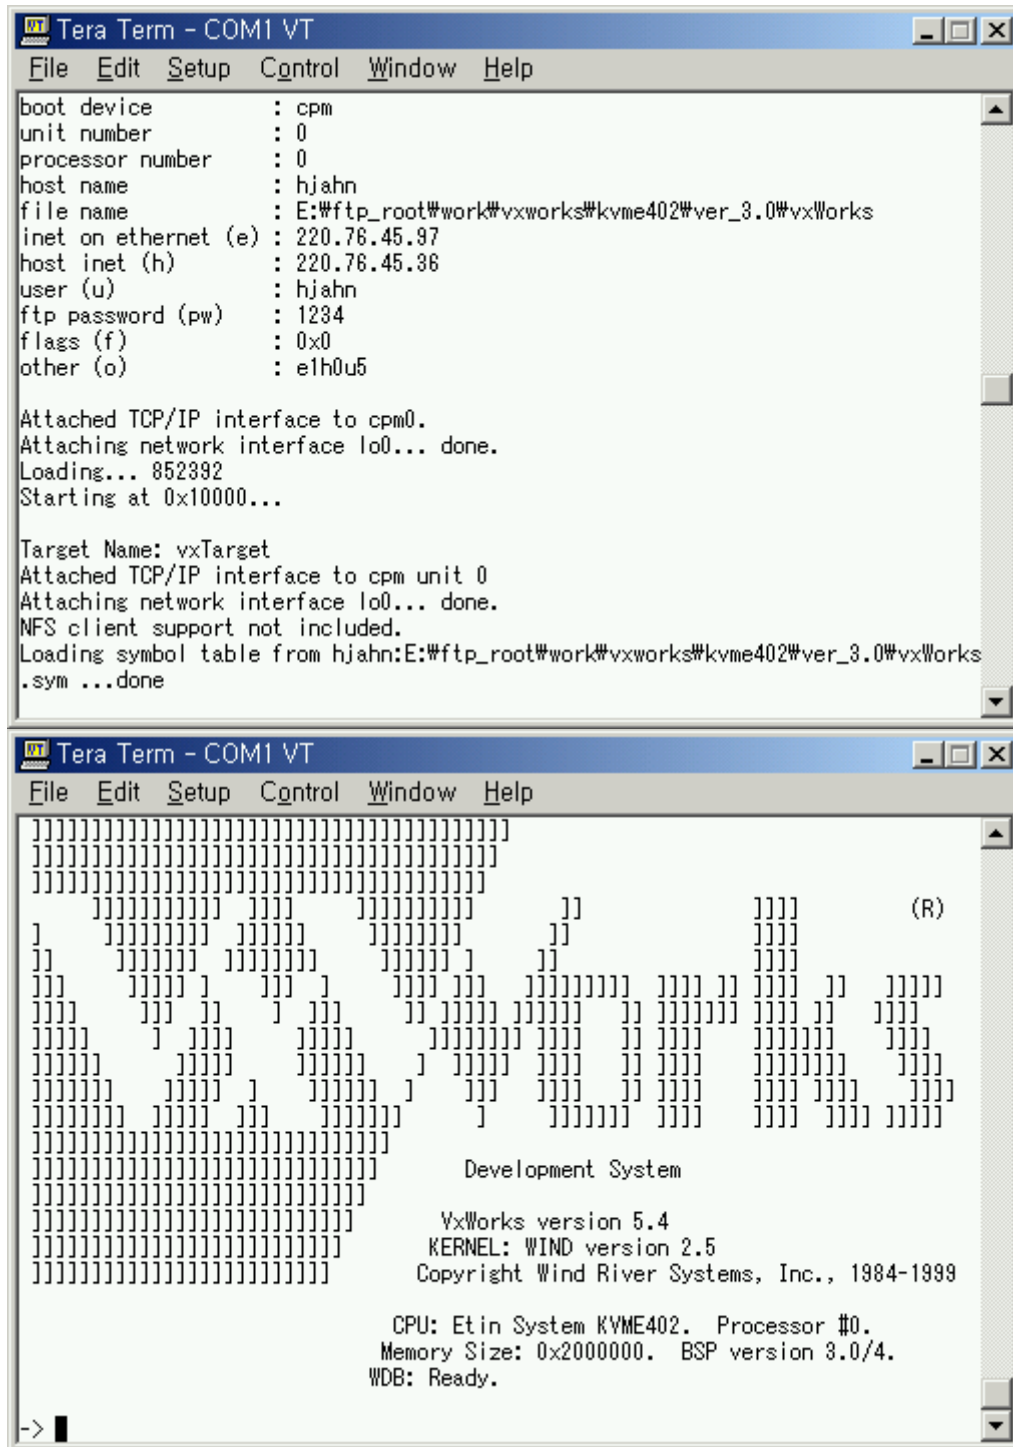 Tera Term - COM1 VT
File Edit Setup Control Window Help
boot device : cpm
unit number : 0
processor number : 0
host name : hjahn
file name : E:₩ftp_root₩work₩vxworks₩kvme402₩ver_3.0₩vxWorks
inet on ethernet (e) : 220.76.45.97
host inet (h) : 220.76.45.36
user (u) : hjahn
ftp password (pw) : 1234
flags (f) : 0x0
other (o) : e1h0u5
Attached TCP/IP interface to cpm0.
Attaching network interface lo0... done.
Loading... 852392
Starting at 0x10000...
Target Name: vxTarget
Attached TCP/IP interface to cpm unit 0
Attaching network interface lo0... done.
NFS client support not included.
Loading symbol table from hjahn:E:₩ftp_root₩work₩vxworks₩kvme402₩ver_3.0₩vxWorks
.sym ...done
Tera Term - COM1 VT
File Edit Setup Control Window Help
VxWorks (R)
Development System
VxWorks version 5.4
KERNEL: WIND version 2.5
Copyright Wind River Systems, Inc., 1984-1999
CPU: Etin System KVME402. Processor #0.
Memory Size: 0x2000000. BSP version 3.0/4.
WDB: Ready.
->